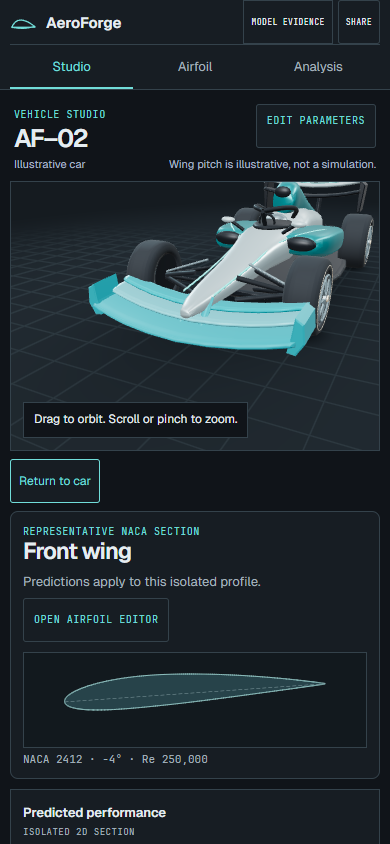 AeroForge
MODEL EVIDENCE
SHARE
Studio
Airfoil
Analysis
VEHICLE STUDIO
AF–02
EDIT PARAMETERS
Illustrative car
Wing pitch is illustrative, not a simulation.
Drag to orbit. Scroll or pinch to zoom.
Return to car
REPRESENTATIVE NACA SECTION
Front wing
Predictions apply to this isolated profile.
OPEN AIRFOIL EDITOR
NACA 2412 · -4° · Re 250,000
Predicted performance
ISOLATED 2D SECTION